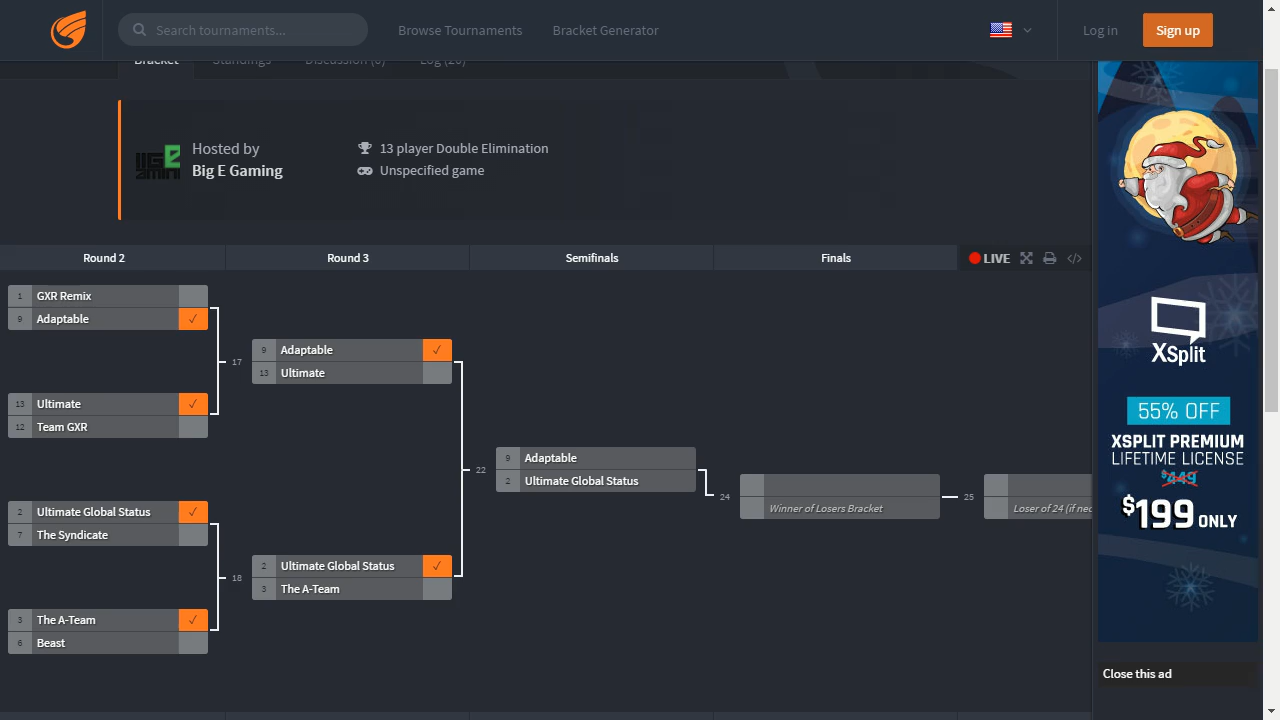 Search tournaments...
Browse Tournaments
Bracket Generator
Log in
Sign up
Bracket
Standings
Discussion (0)
Log (20)
Hosted by
Big E Gaming
13 player Double Elimination
Unspecified game
Round 2
Round 3
Semifinals
Finals
LIVE
1 GXR Remix
9 Adaptable
17
13 Ultimate
12 Team GXR
2 Ultimate Global Status
7 The Syndicate
18
3 The A-Team
6 Beast
9 Adaptable
13 Ultimate
22
2 Ultimate Global Status
3 The A-Team
9 Adaptable
2 Ultimate Global Status
24
Winner of Losers Bracket
25
Loser of 24 (if nec
XSplit
55% OFF
XSPLIT PREMIUM
LIFETIME LICENSE
$449
$199 ONLY
Close this ad